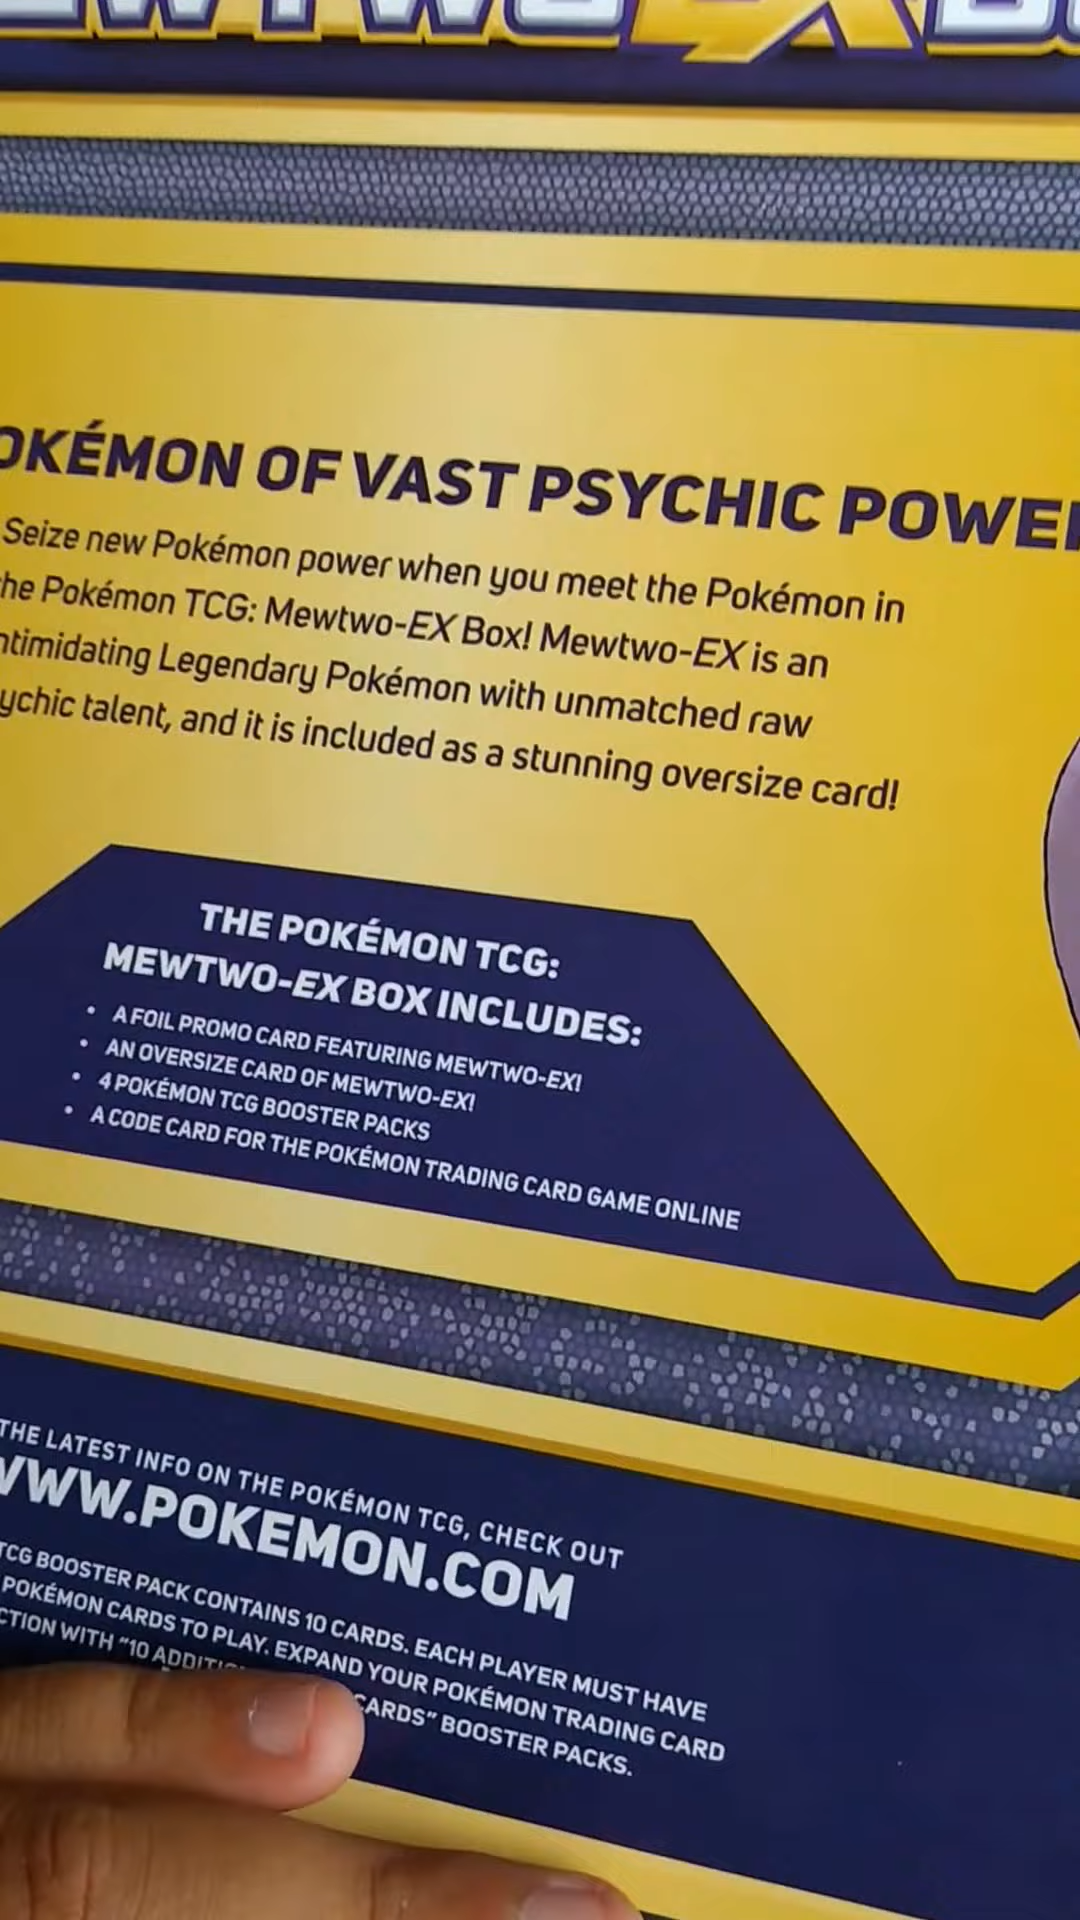 EX
OKÉMON OF VAST PSYCHIC POWE
Seize new Pokémon power when you meet the Pokémon in
he Pokémon TCG: Mewtwo-EX Box! Mewtwo-EX is an
ntimidating Legendary Pokémon with unmatched raw
ychic talent, and it is included as a stunning oversize card!
THE POKÉMON TCG:
MEWTWO-EX BOX INCLUDES:
• A FOIL PROMO CARD FEATURING MEWTWO-EX!
• AN OVERSIZE CARD OF MEWTWO-EX!
• 4 POKÉMON TCG BOOSTER PACKS
• A CODE CARD FOR THE POKÉMON TRADING CARD GAME ONLINE
THE LATEST INFO ON THE POKÉMON TCG, CHECK OUT
WWW.POKEMON.COM
TCG BOOSTER PACK CONTAINS 10 CARDS. EACH PLAYER MUST HAVE
POKÉMON CARDS TO PLAY. EXPAND YOUR POKÉMON TRADING CARD
CTION WITH "10 ADDITI CARDS" BOOSTER PACKS.